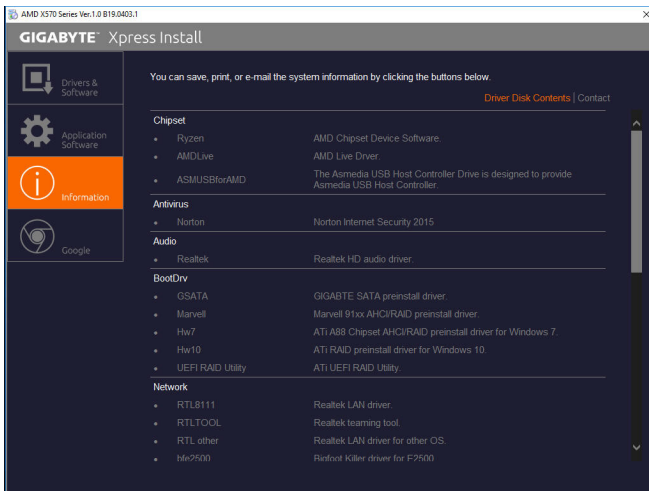 AMD X570 Series Ver.1.0 B19.0403.1
GIGABYTE™ Xpress Install
Drivers &
Software
Application
Software
Information
Google
You can save, print, or e-mail the system information by clicking the buttons below.
Driver Disk Contents | Contact
Chipset
Ryzen AMD Chipset Device Software.
AMDLive AMD Live Drver.
ASMUSBforAMD The Asmedia USB Host Controller Drive is designed to provide
Asmedia USB Host Controller.
Antivirus
Norton Norton Internet Security 2015
Audio
Realtek Realtek HD audio driver.
BootDrv
GSATA GIGABTE SATA preinstall driver.
Marvell Marvell 91xx AHCI/RAID preinstall driver.
Hw7 ATi A88 Chipset AHCI/RAID preinstall driver for Windows 7.
Hw10 ATi RAID preinstall driver for Windows 10.
UEFI RAID Utility ATi UEFI RAID Utility.
Network
RTL8111 Realtek LAN driver.
RTLTOOL Realtek teaming tool.
RTL other Realtek LAN driver for other OS.
bfe2500 Bigfoot Killer driver for E2500